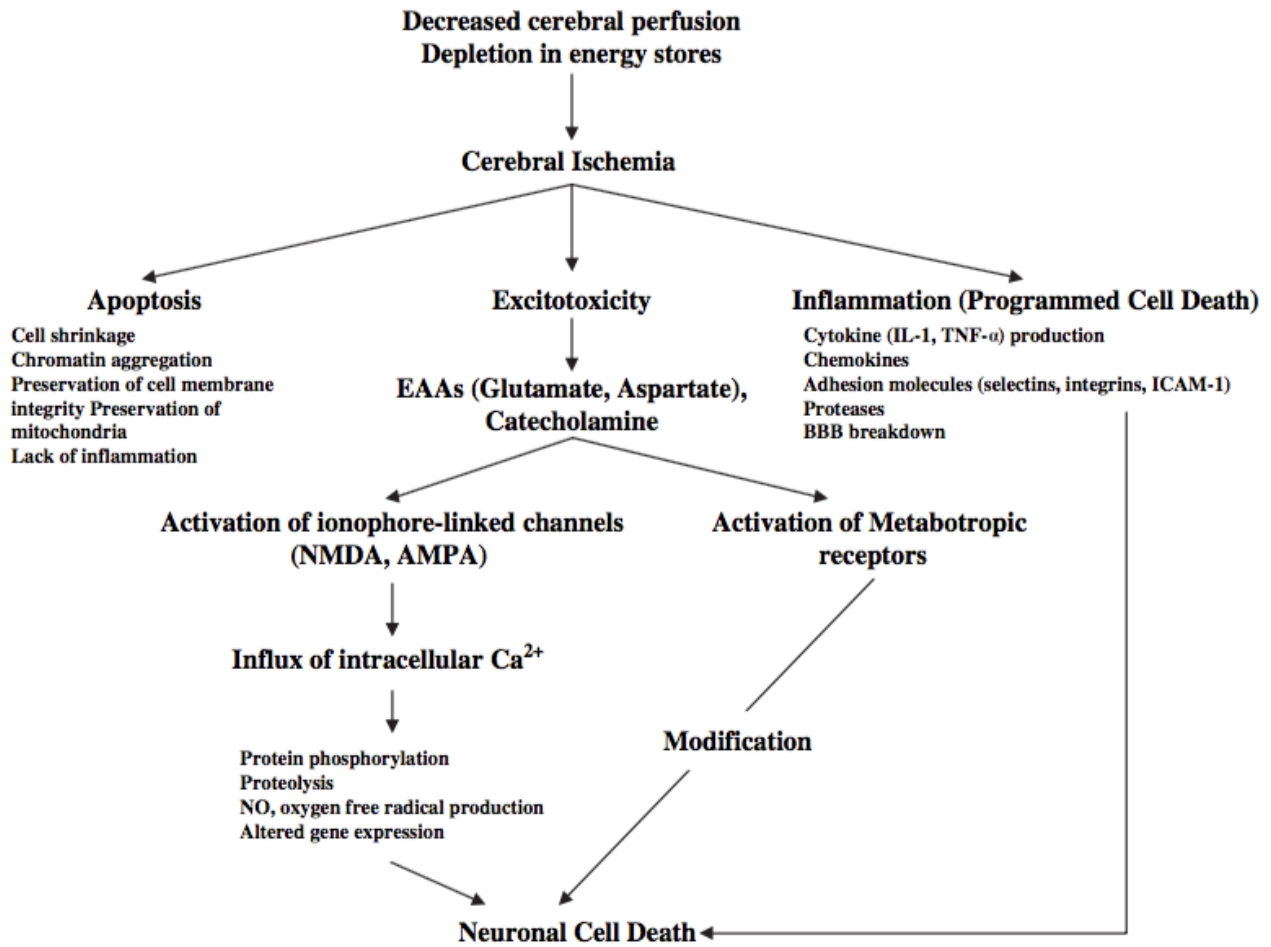 Decreased cerebral perfusion
Depletion in energy stores
Cerebral Ischemia
Apoptosis
Cell shrinkage
Chromatin aggregation
Preservation of cell membrane
integrity Preservation of
mitochondria
Lack of inflammation
Excitotoxicity
EAAs (Glutamate, Aspartate),
Catecholamine
Inflammation (Programmed Cell Death)
Cytokine (IL-1, TNF-α) production
Chemokines
Adhesion molecules (selectins, integrins, ICAM-1)
Proteases
BBB breakdown
Activation of ionophore-linked channels
(NMDA, AMPA)
Activation of Metabotropic
receptors
Influx of intracellular Ca²⁺
Protein phosphorylation
Proteolysis
NO, oxygen free radical production
Altered gene expression
Modification
Neuronal Cell Death